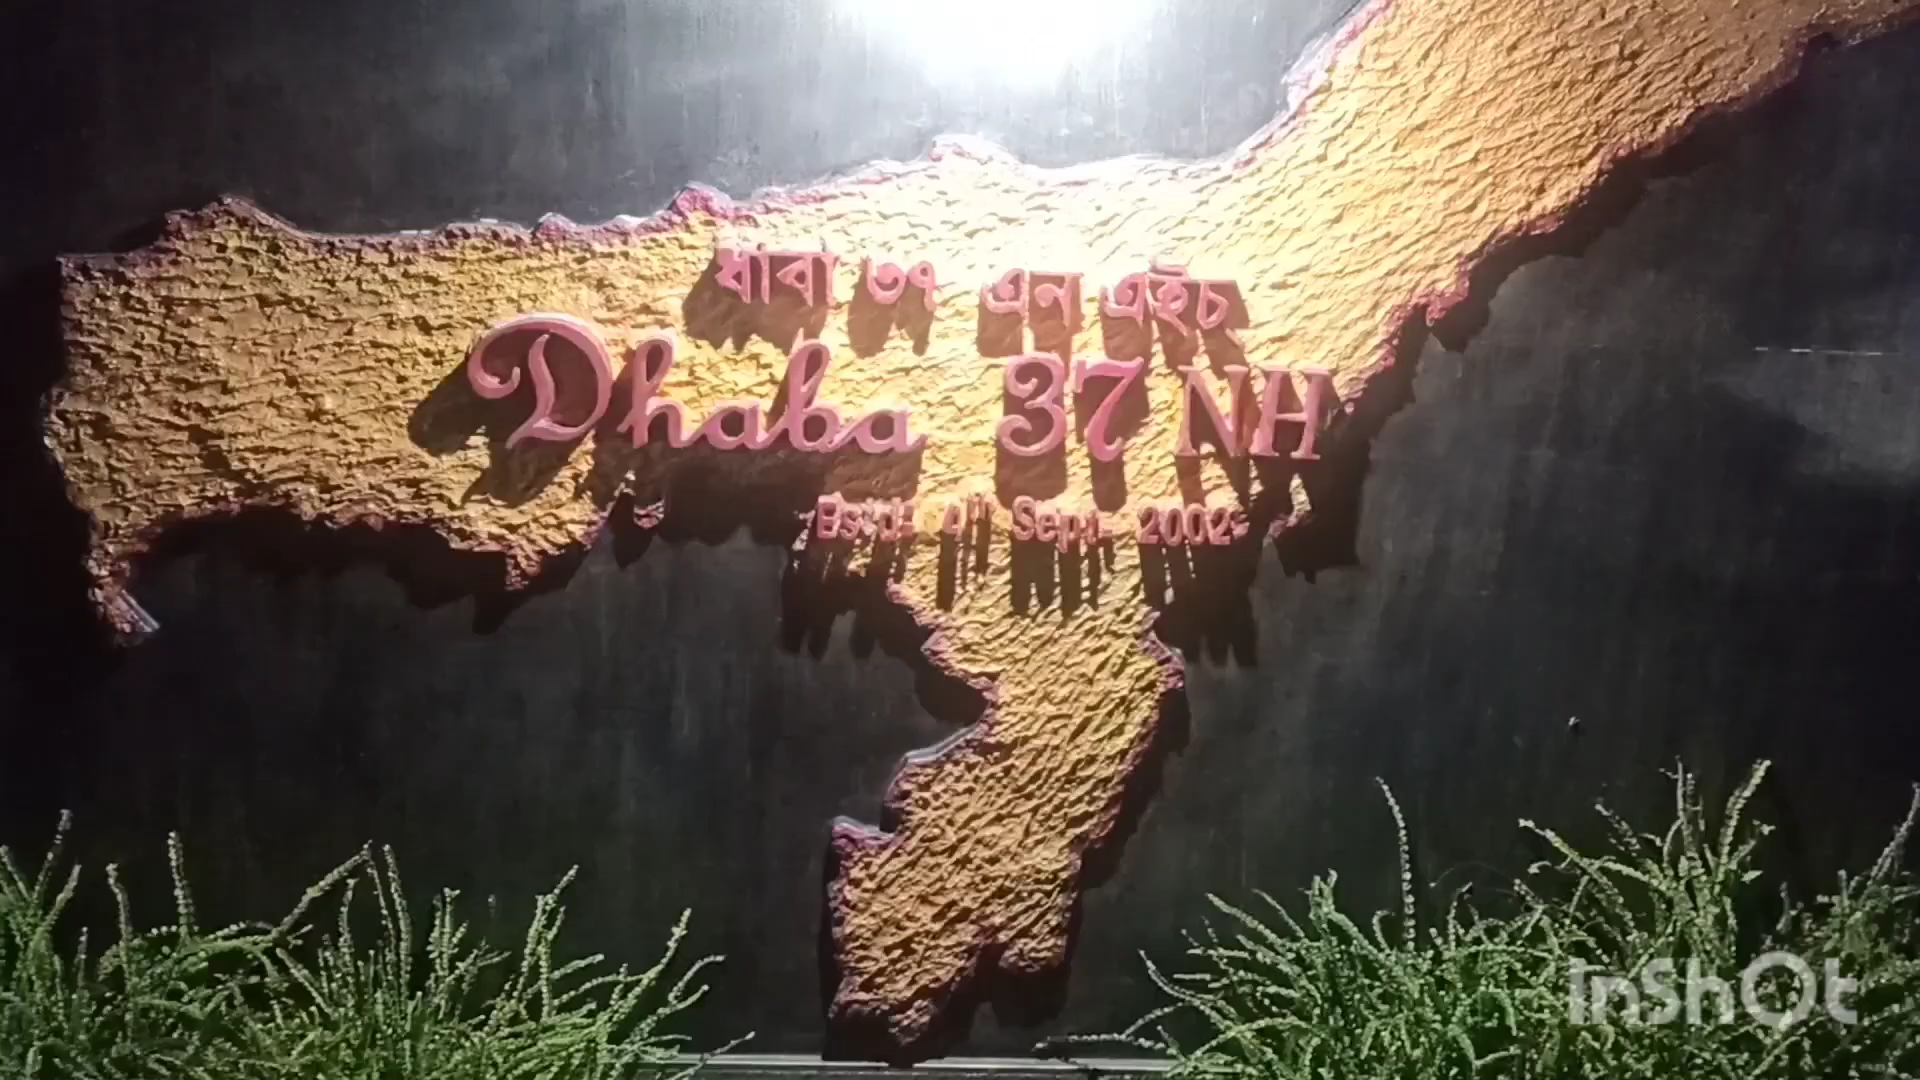 ধাবা ৩৭ এন এইচ
Dhaba 37 NH
Estd- 4th Sept- 2002-
InShOt